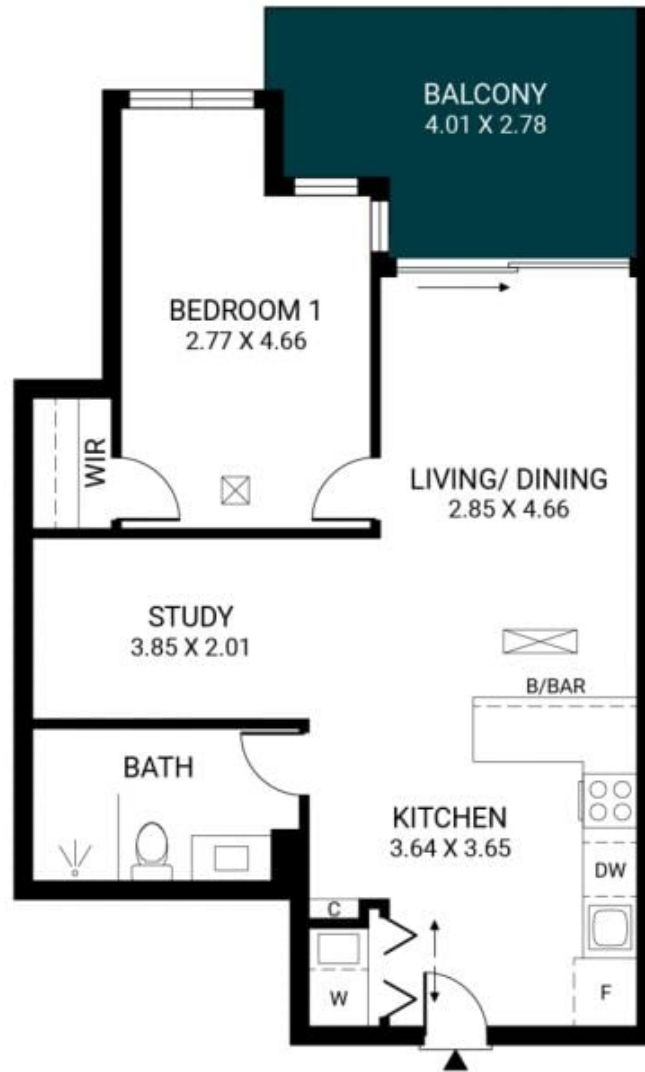 BALCONY
4.01 X 2.78
BEDROOM 1
2.77 X 4.66
WIR
LIVING/ DINING
2.85 X 4.66
STUDY
3.85 X 2.01
B/BAR
BATH
KITCHEN
3.64 X 3.65
DW
C
W
F